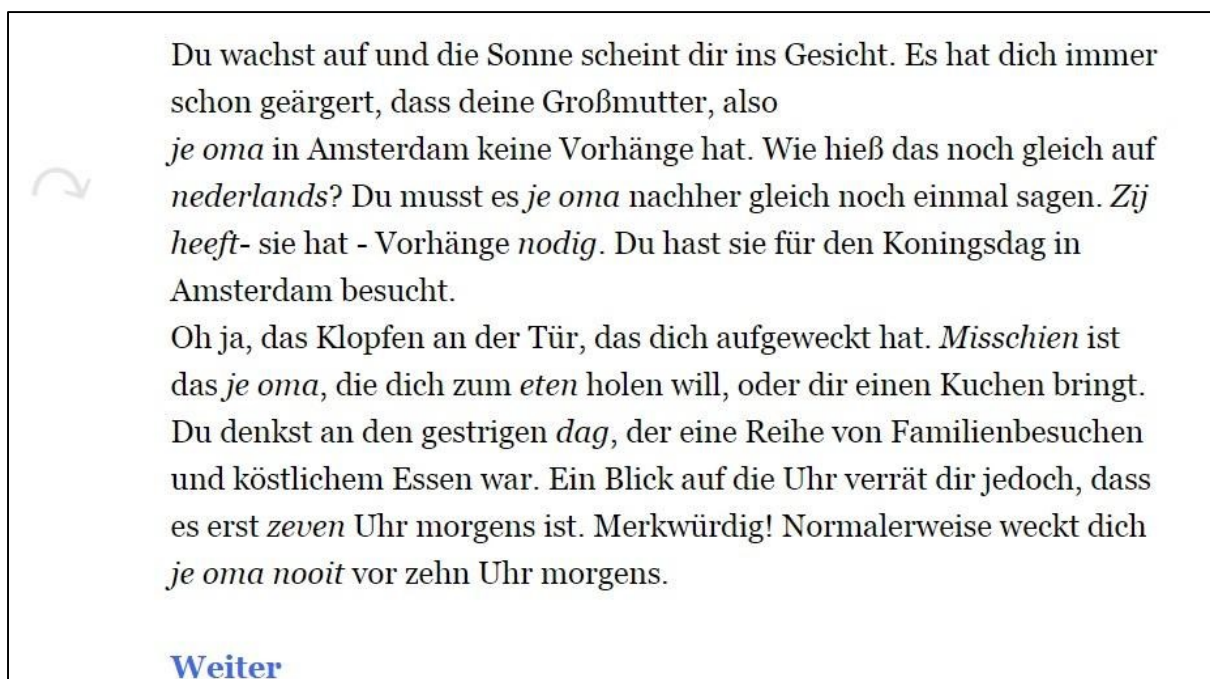 Du wachst auf und die Sonne scheint dir ins Gesicht. Es hat dich immer
schon geärgert, dass deine Großmutter, also
je oma in Amsterdam keine Vorhänge hat. Wie hieß das noch gleich auf
nederlands? Du musst es je oma nachher gleich noch einmal sagen. Zij
heeft- sie hat - Vorhänge nodig. Du hast sie für den Koningsdag in
Amsterdam besucht.
Oh ja, das Klopfen an der Tür, das dich aufgeweckt hat. Misschien ist
das je oma, die dich zum eten holen will, oder dir einen Kuchen bringt.
Du denkst an den gestrigen dag, der eine Reihe von Familienbesuchen
und köstlichem Essen war. Ein Blick auf die Uhr verrät dir jedoch, dass
es erst zeven Uhr morgens ist. Merkwürdig! Normalerweise weckt dich
je oma nooit vor zehn Uhr morgens.
Weiter